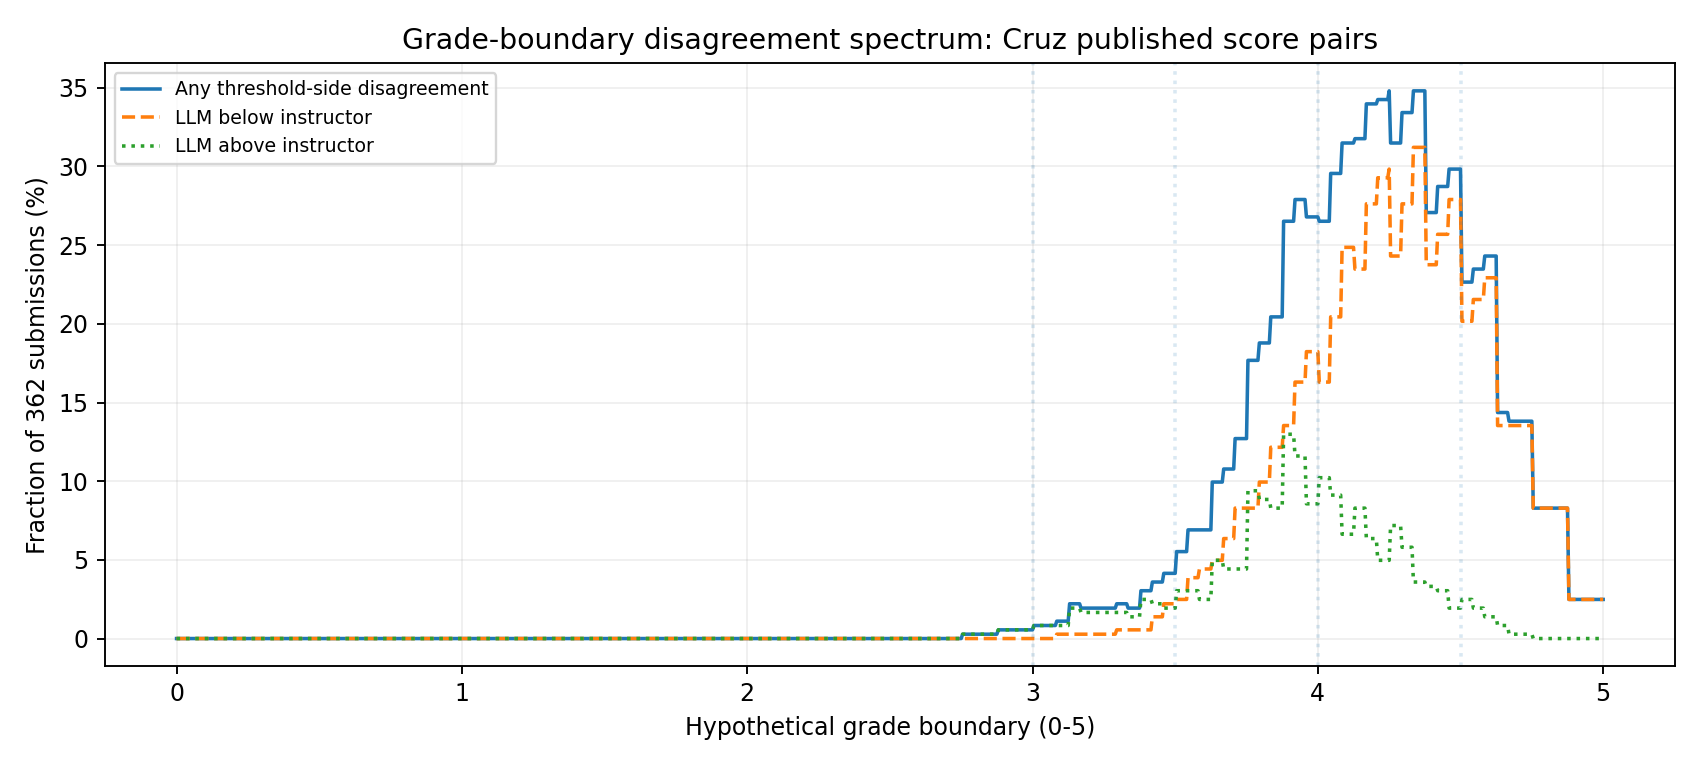 Grade-boundary disagreement spectrum: Cruz published score pairs
Any threshold-side disagreement
LLM below instructor
LLM above instructor
Fraction of 362 submissions (%)
35
30
25
20
15
10
5
0
0 1 2 3 4 5
Hypothetical grade boundary (0-5)